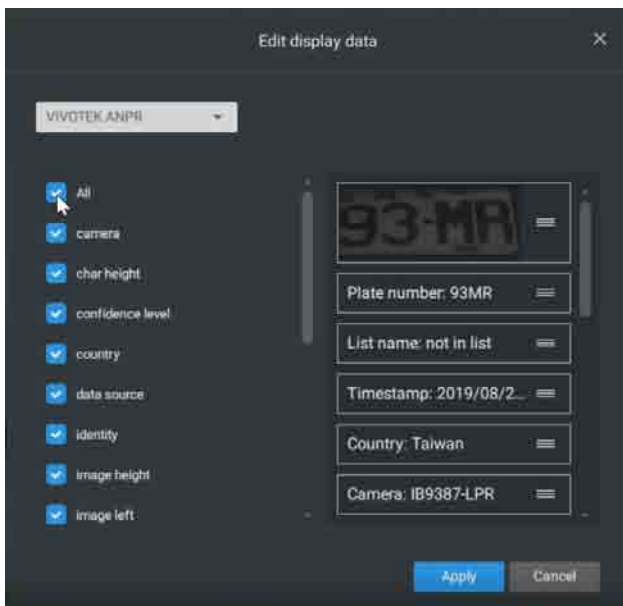 Edit display data
VIVOTEK.ANPR
All
camera
char height
confidence level
country
data source
identity
image height
image left
93-MR
Plate number: 93MR
List name: not in list
Timestamp: 2019/08/2...
Country: Taiwan
Camera: IB9387-LPR
Apply
Cancel